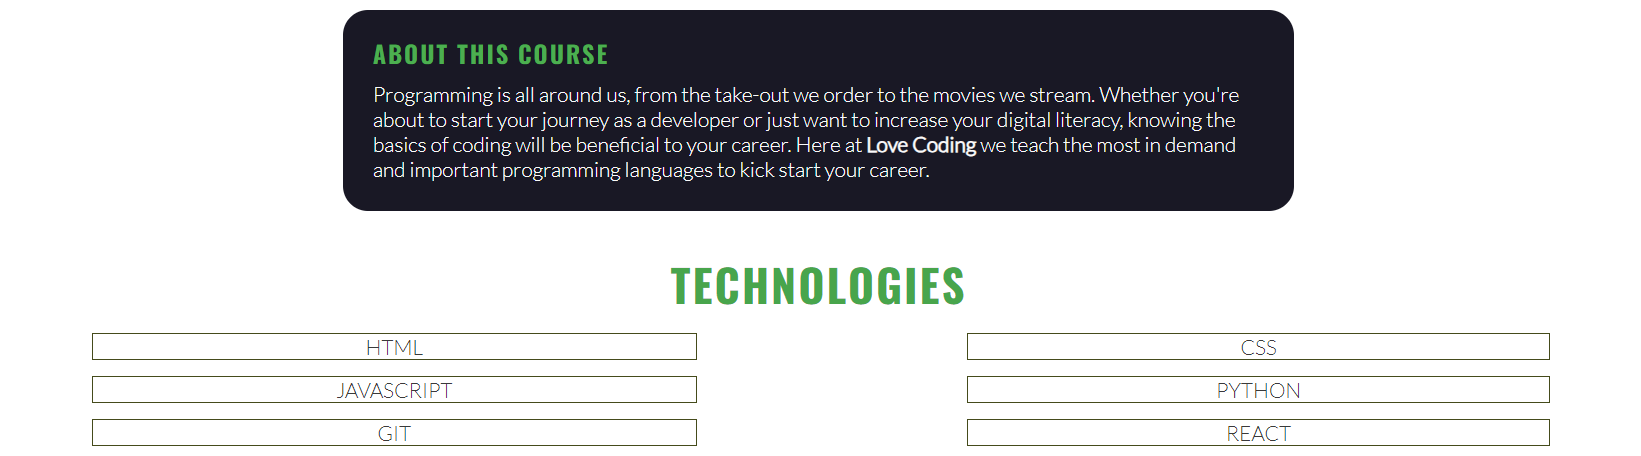 ABOUT THIS COURSE
Programming is all around us, from the take-out we order to the movies we stream. Whether you're
about to start your journey as a developer or just want to increase your digital literacy, knowing the
basics of coding will be beneficial to your career. Here at Love Coding we teach the most in demand
and important programming languages to kick start your career.
TECHNOLOGIES
HTML
CSS
JAVASCRIPT
PYTHON
GIT
REACT